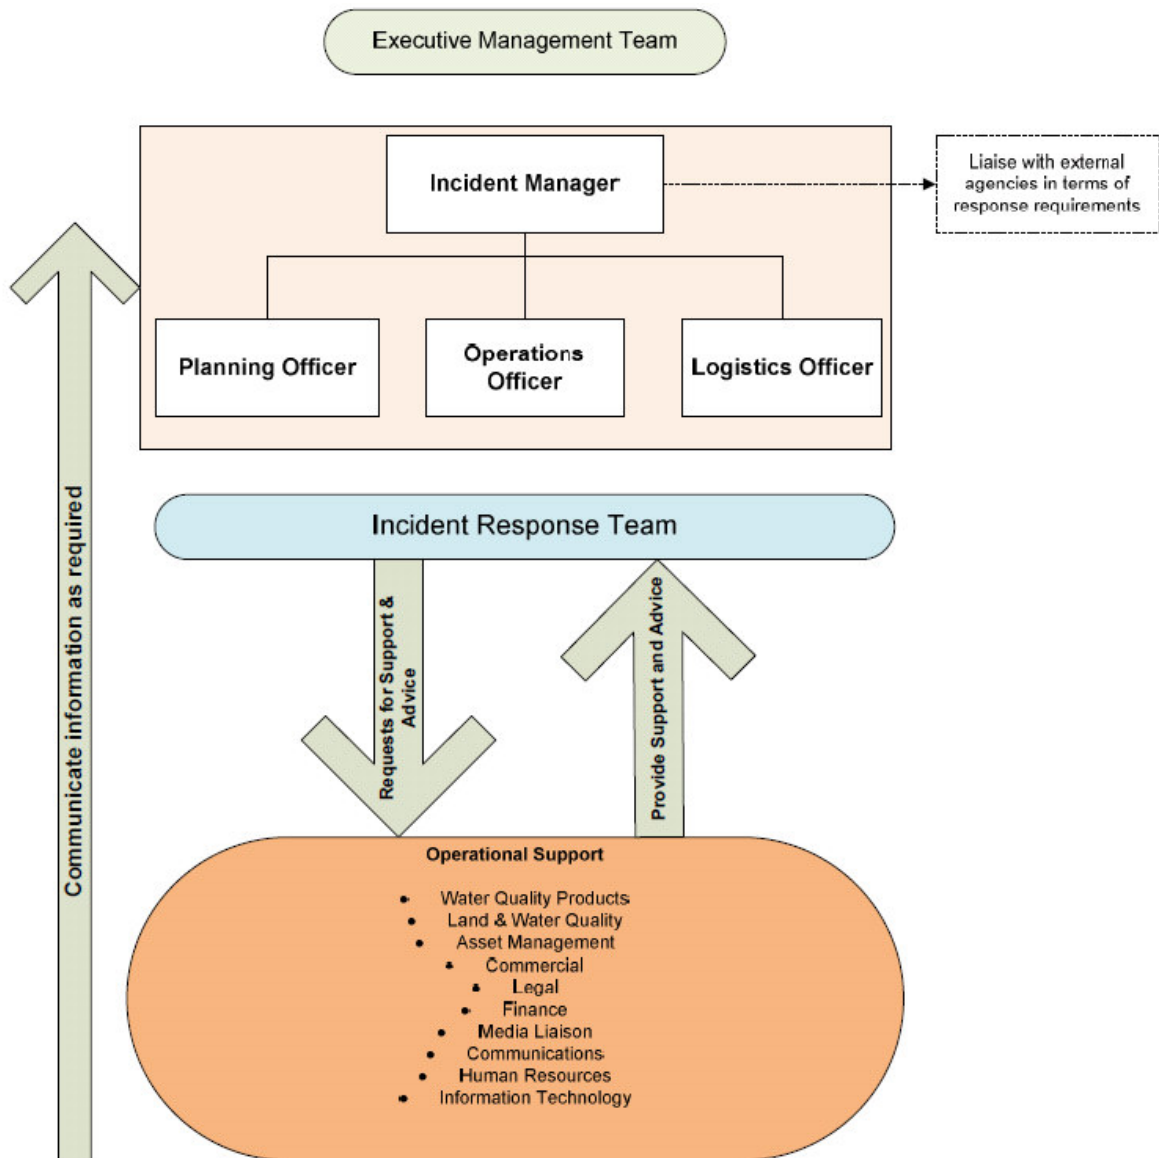 Executive Management Team
Incident Manager
Liaise with external
agencies in terms of
response requirements
Planning Officer
Operations
Officer
Logistics Officer
Communicate information as required
Incident Response Team
Requests for Support &
Advice
Provide Support and Advice
Operational Support
• Water Quality Products
• Land & Water Quality
• Asset Management
• Commercial
• Legal
• Finance
• Media Liaison
• Communications
• Human Resources
• Information Technology